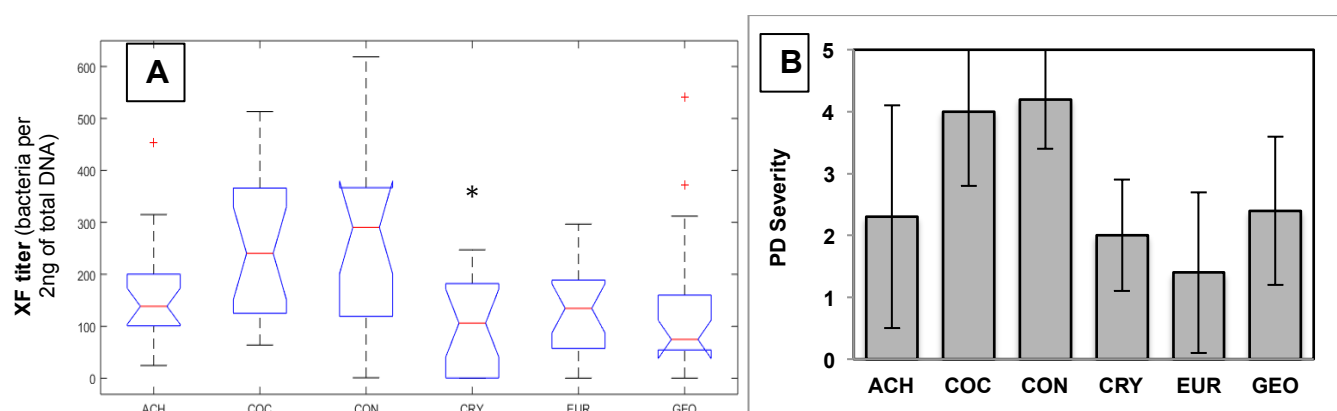 A
XF titer (bacteria per
2ng of total DNA)
600
500
400
300
200
100
0
*
ACH COC CON CRY EUR GEO
B
PD Severity
5
4
3
2
1
0
ACH COC CON CRY EUR GEO